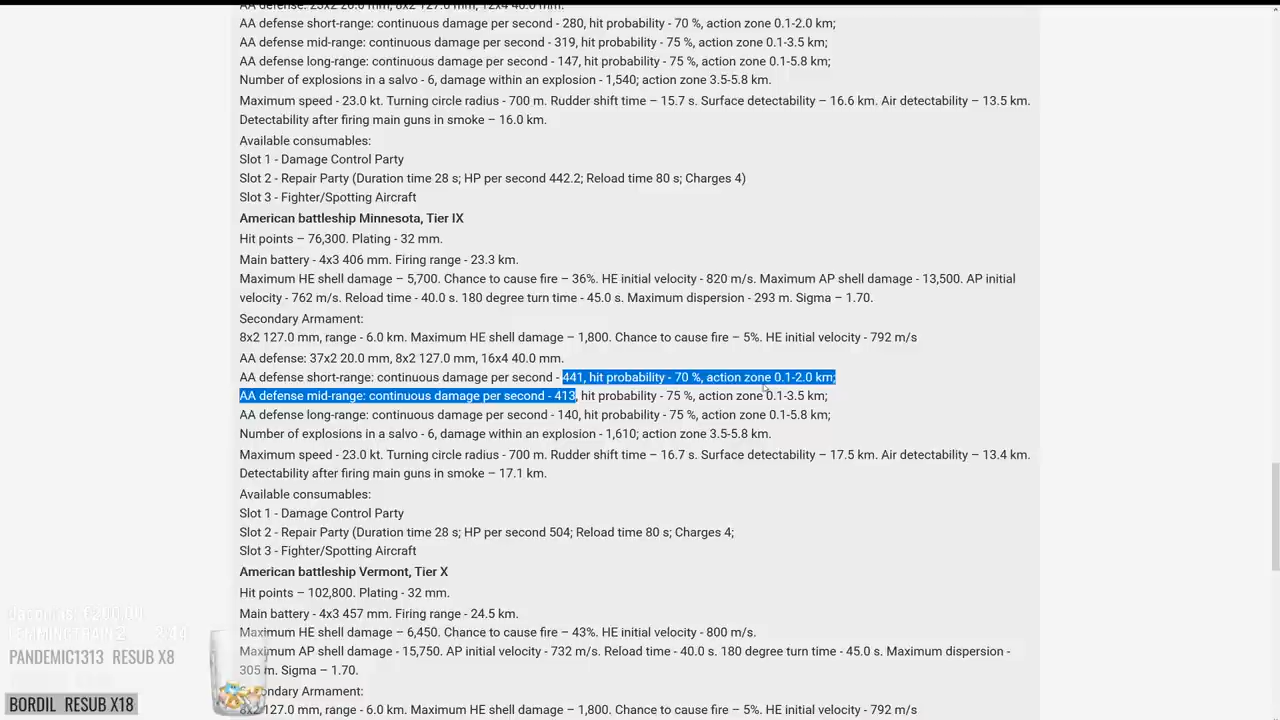 AA defense: 23x2 20.0 mm, 8x2 127.0 mm, 12x4 40.0 mm.
AA defense short-range: continuous damage per second - 280, hit probability - 70 %, action zone 0.1-2.0 km;
AA defense mid-range: continuous damage per second - 319, hit probability - 75 %, action zone 0.1-3.5 km;
AA defense long-range: continuous damage per second - 147, hit probability - 75 %, action zone 0.1-5.8 km;
Number of explosions in a salvo - 6, damage within an explosion - 1,540; action zone 3.5-5.8 km.
Maximum speed - 23.0 kt. Turning circle radius - 700 m. Rudder shift time – 15.7 s. Surface detectability – 16.6 km. Air detectability – 13.5 km.
Detectability after firing main guns in smoke – 16.0 km.
Available consumables:
Slot 1 - Damage Control Party
Slot 2 - Repair Party (Duration time 28 s; HP per second 442.2; Reload time 80 s; Charges 4)
Slot 3 - Fighter/Spotting Aircraft
American battleship Minnesota, Tier IX
Hit points – 76,300. Plating - 32 mm.
Main battery - 4x3 406 mm. Firing range - 23.3 km.
Maximum HE shell damage – 5,700. Chance to cause fire – 36%. HE initial velocity - 820 m/s. Maximum AP shell damage - 13,500. AP initial
velocity - 762 m/s. Reload time - 40.0 s. 180 degree turn time - 45.0 s. Maximum dispersion - 293 m. Sigma – 1.70.
Secondary Armament:
8x2 127.0 mm, range - 6.0 km. Maximum HE shell damage – 1,800. Chance to cause fire – 5%. HE initial velocity - 792 m/s
AA defense: 37x2 20.0 mm, 8x2 127.0 mm, 16x4 40.0 mm.
AA defense short-range: continuous damage per second - 441, hit probability - 70 %, action zone 0.1-2.0 km;
AA defense mid-range: continuous damage per second - 413, hit probability - 75 %, action zone 0.1-3.5 km;
AA defense long-range: continuous damage per second - 140, hit probability - 75 %, action zone 0.1-5.8 km;
Number of explosions in a salvo - 6, damage within an explosion - 1,610; action zone 3.5-5.8 km.
Maximum speed - 23.0 kt. Turning circle radius - 700 m. Rudder shift time – 16.7 s. Surface detectability – 17.5 km. Air detectability – 13.4 km.
Detectability after firing main guns in smoke – 17.1 km.
Available consumables:
Slot 1 - Damage Control Party
Slot 2 - Repair Party (Duration time 28 s; HP per second 504; Reload time 80 s; Charges 4;
Slot 3 - Fighter/Spotting Aircraft
American battleship Vermont, Tier X
Hit points – 102,800. Plating - 32 mm.
Main battery - 4x3 457 mm. Firing range - 24.5 km.
Maximum HE shell damage – 6,450. Chance to cause fire – 43%. HE initial velocity - 800 m/s.
Maximum AP shell damage - 15,750. AP initial velocity - 732 m/s. Reload time - 40.0 s. 180 degree turn time - 45.0 s. Maximum dispersion -
305 m. Sigma – 1.70.
Secondary Armament:
8x2 127.0 mm, range - 6.0 km. Maximum HE shell damage – 1,800. Chance to cause fire – 5%. HE initial velocity - 792 m/s
PANDEMIC1313 RESUB X8
BORDIL RESUB X18